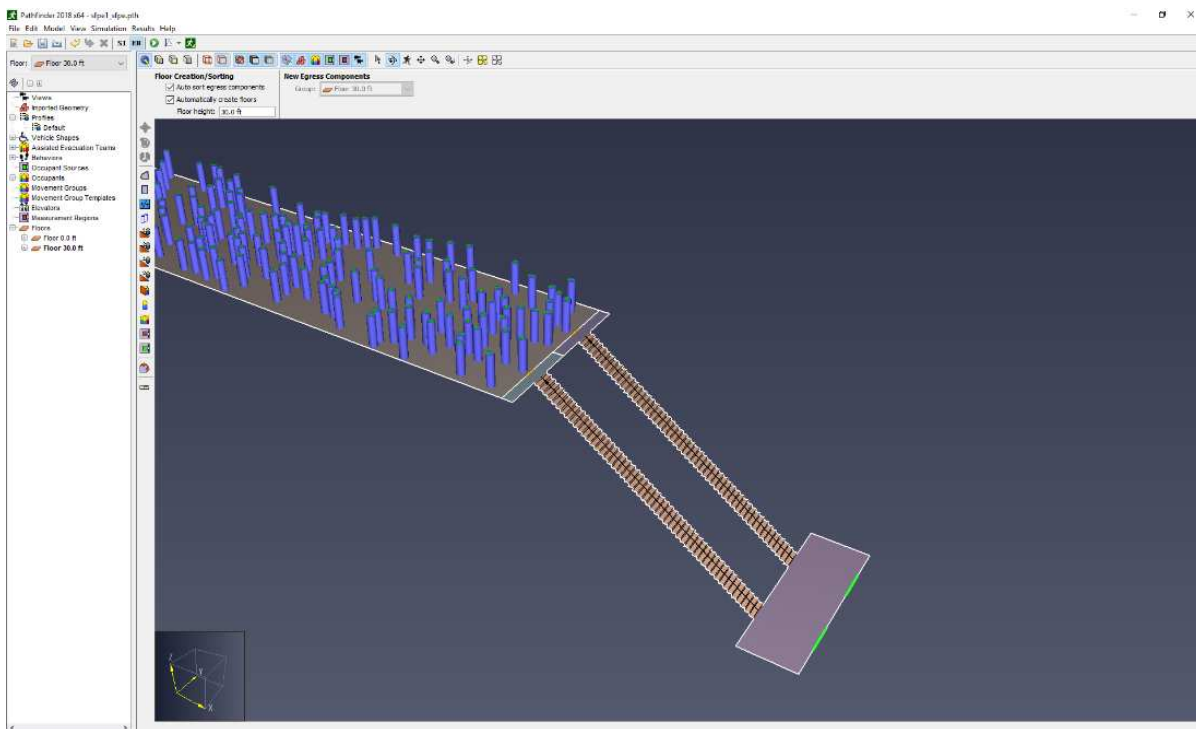 Pathfinder 2018 x64 - sfpe1_sfpe.pth
File Edit Model View Simulation Results Help
SI EN
Floor: Floor 30.0 ft
Floor Creation/Sorting
Auto sort egress components
Automatically create floors
Floor height: 30.0 ft
New Egress Components
Group: Floor 30.0 ft
Views
Imported Geometry
Profiles
Default
Vehicle Shapes
Assisted Evacuation Teams
Behaviors
Occupant Sources
Occupants
Movement Groups
Movement Group Templates
Elevators
Measurement Regions
Floors
Floor 0.0 ft
Floor 30.0 ft
Z
Y
X